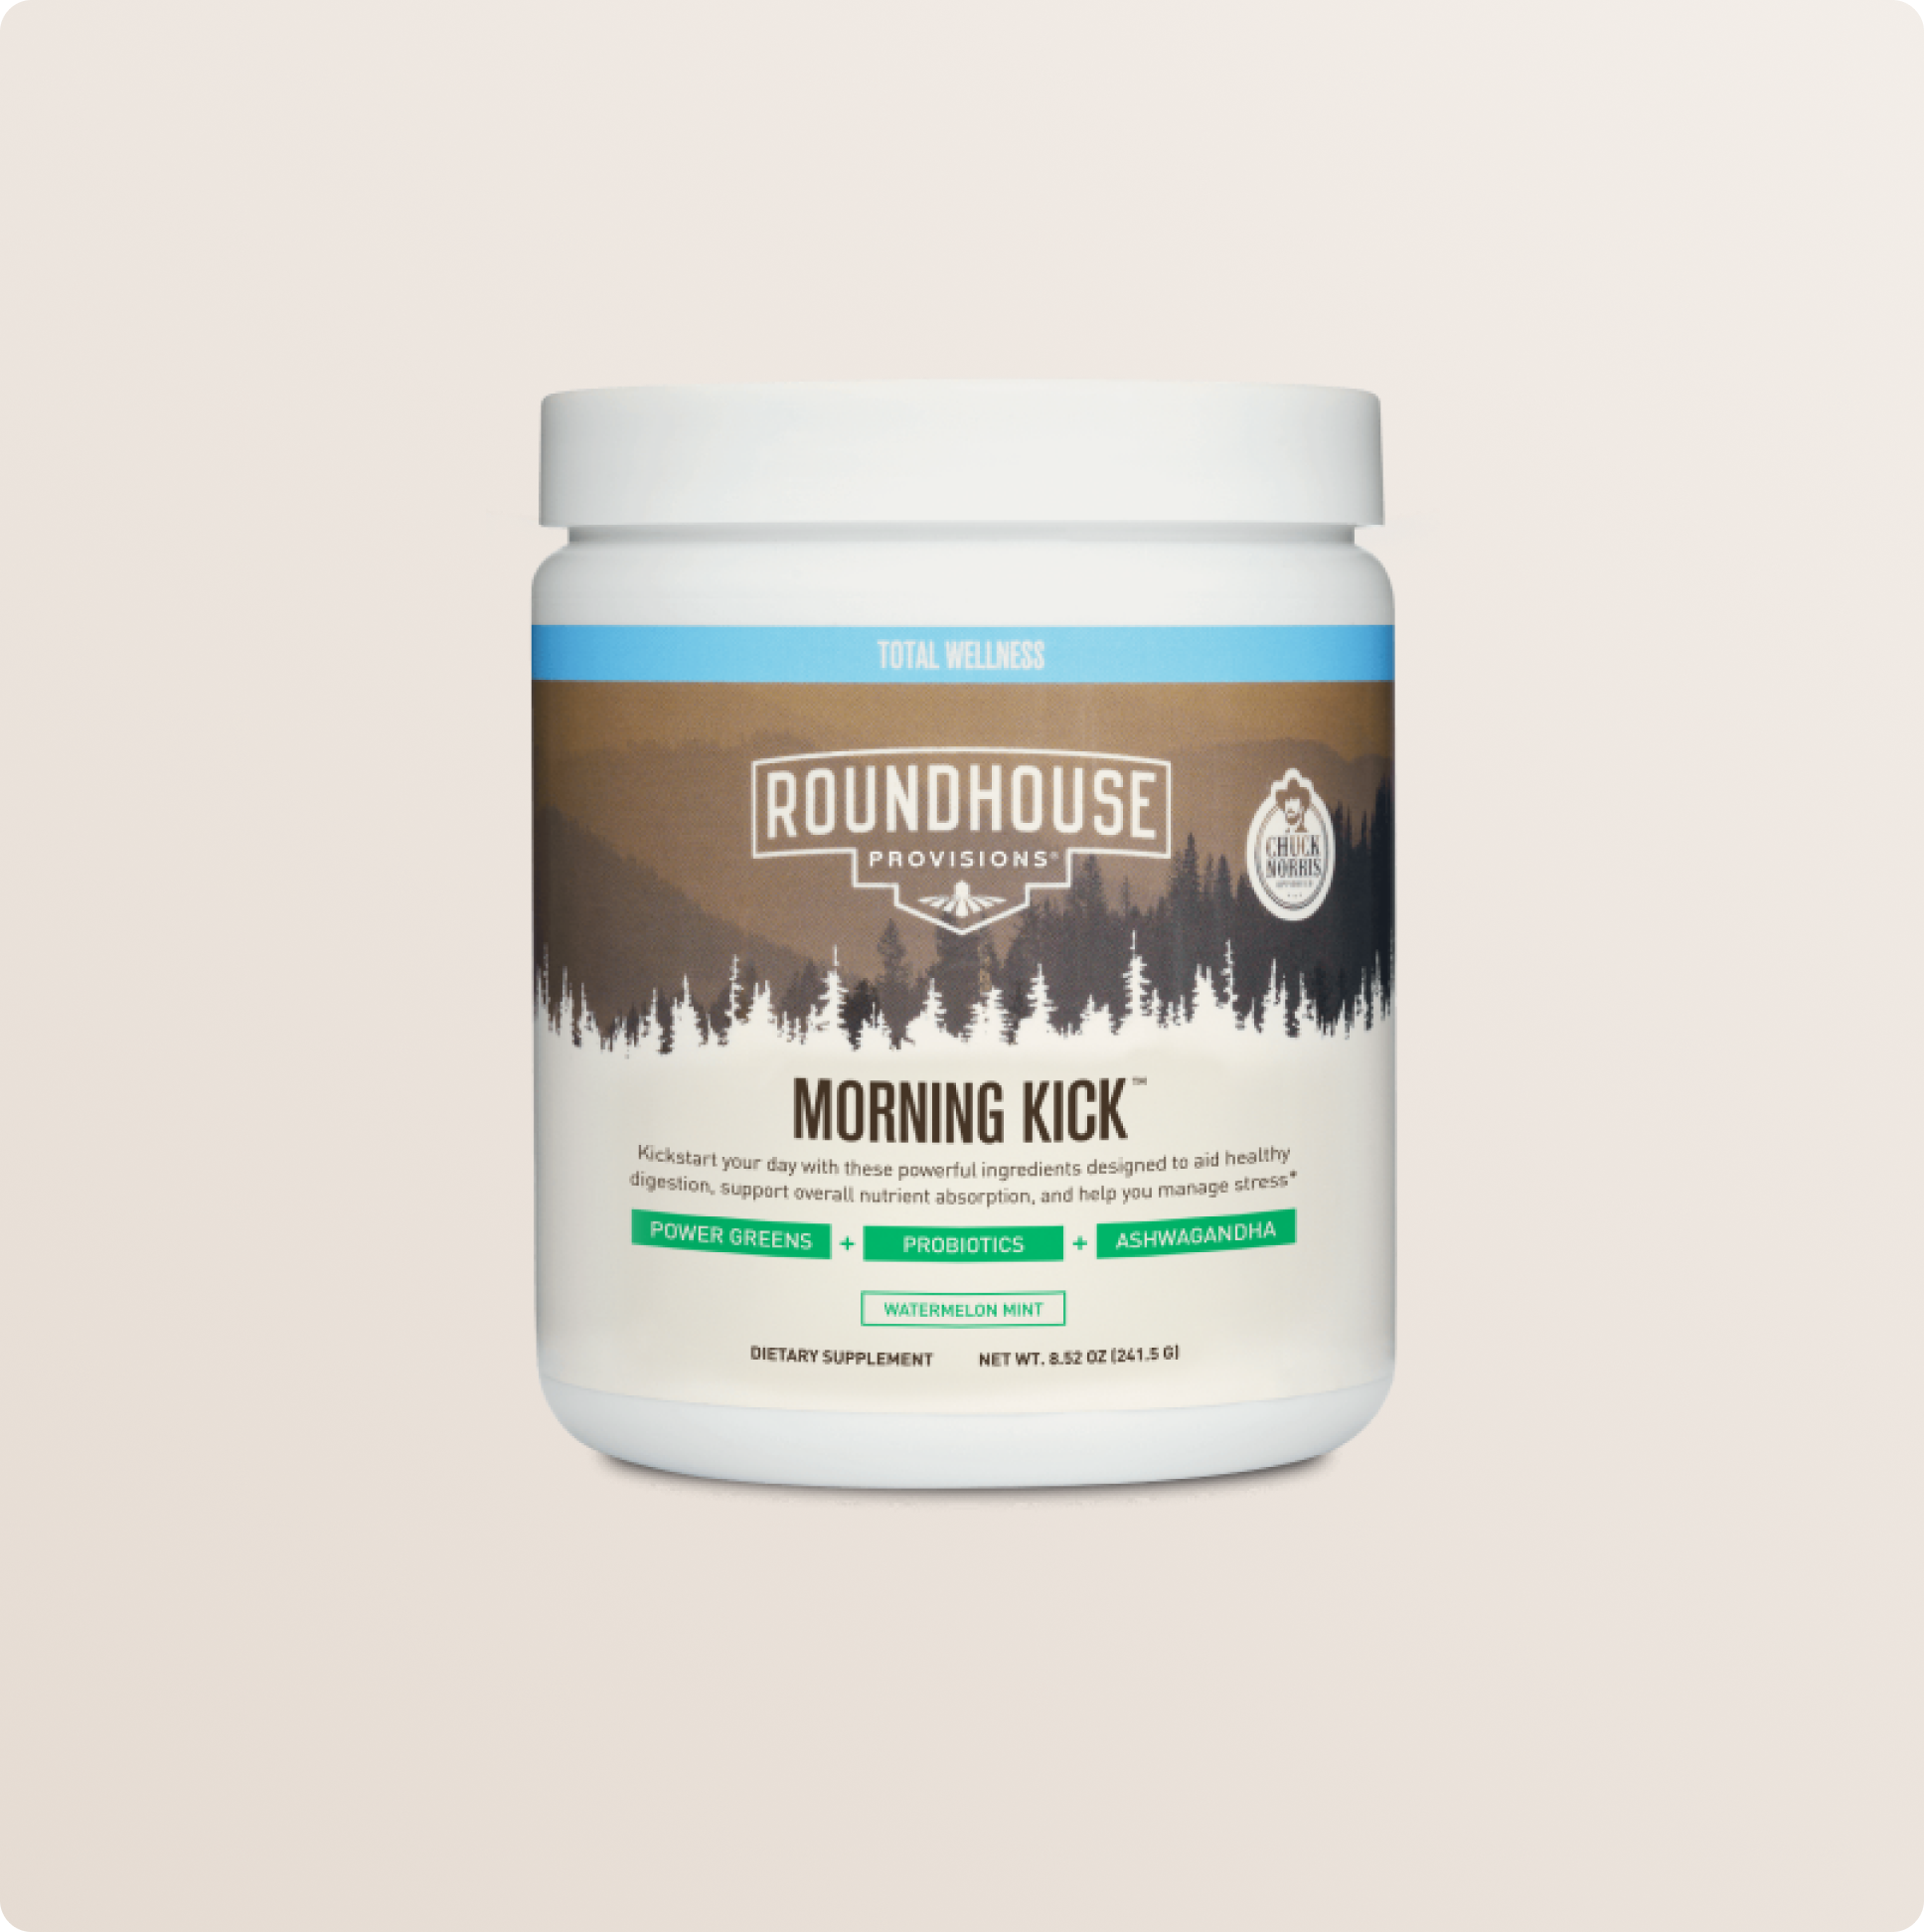 TOTAL WELLNESS
ROUNDHOUSE
PROVISIONS®
CHUCK
NORRIS
MORNING KICK™
Kickstart your day with these powerful ingredients designed to aid healthy
digestion, support overall nutrient absorption, and help you manage stress*
POWER GREENS + PROBIOTICS + ASHWAGANDHA
WATERMELON MINT
DIETARY SUPPLEMENT NET WT. 8.52 OZ (241.5 G)